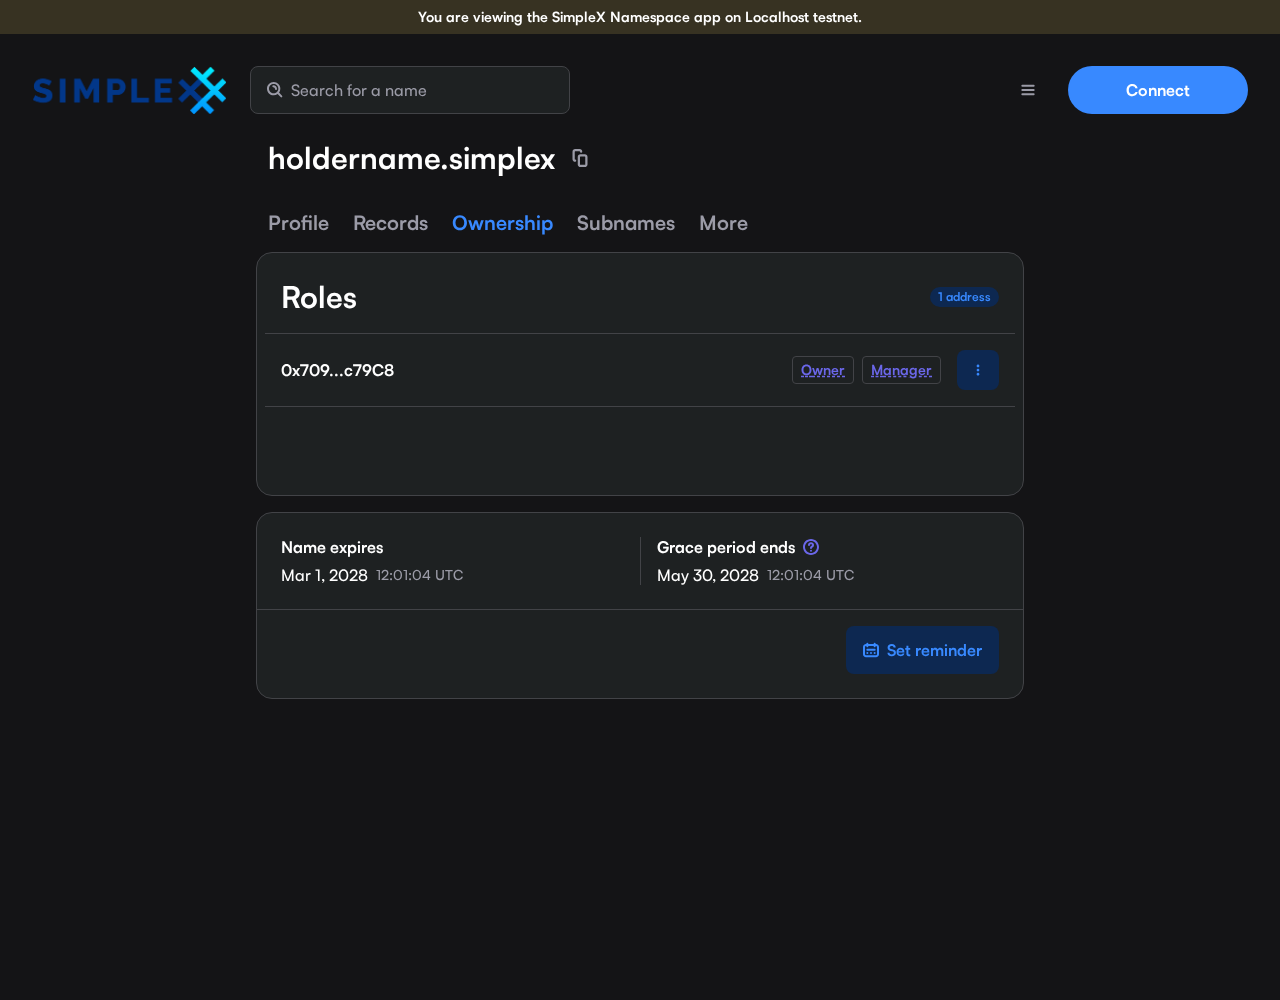 You are viewing the SimpleX Namespace app on Localhost testnet.
SIMPLEX
Search for a name
Connect
holdername.simplex
Profile Records Ownership Subnames More
Roles
1 address
0x709...c79C8
Owner Manager
Name expires
Mar 1, 2028 12:01:04 UTC
Grace period ends
May 30, 2028 12:01:04 UTC
Set reminder